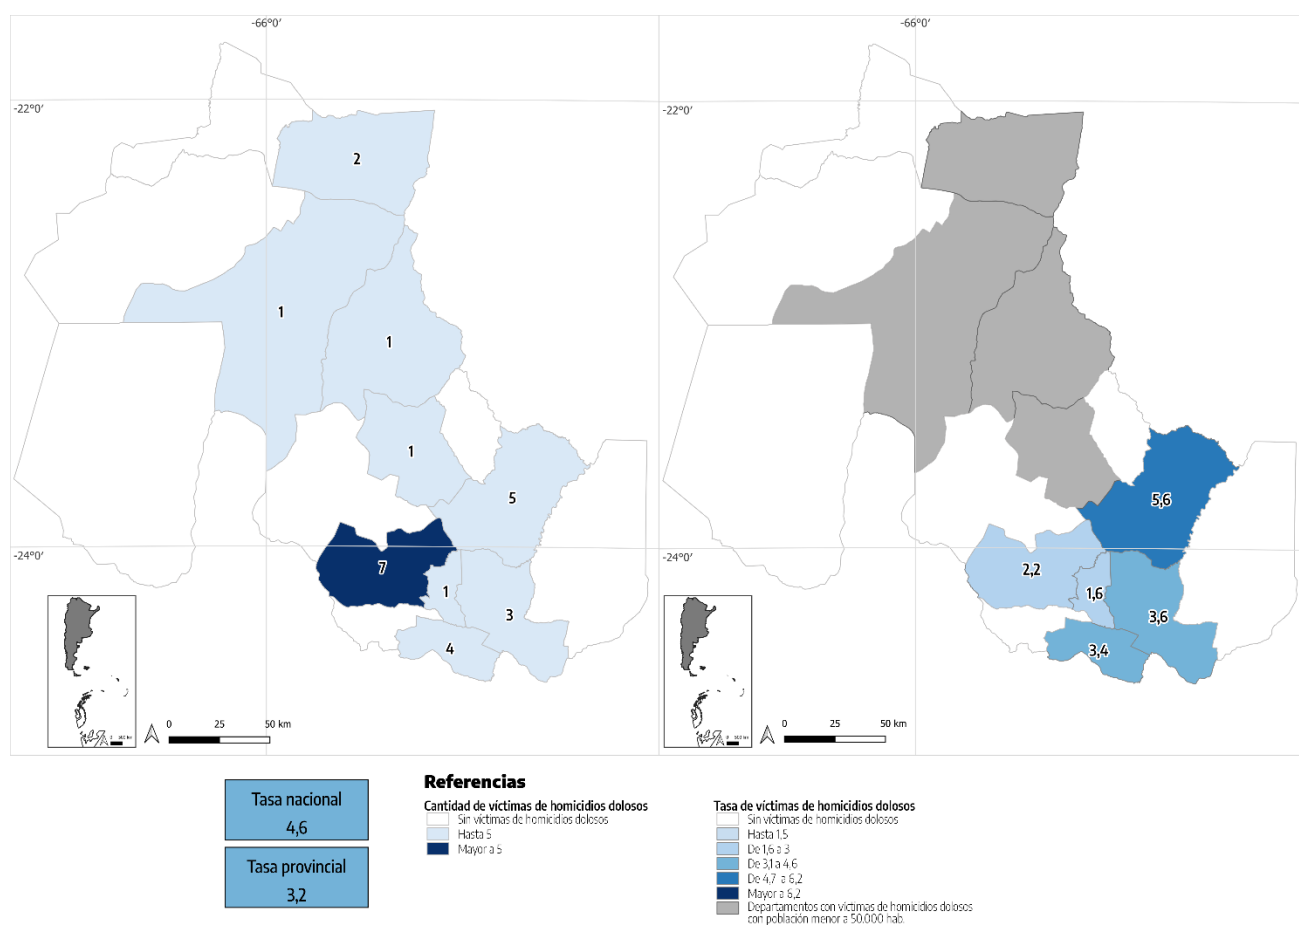 -66°0'
-66°0'
-22°0'
-22°0'
2
1
1
1
5
5,6
-24°0'
-24°0'
7
2,2
1
1,6
3
3,6
4
3,4
0 25 50 km
0 25 50 km
Referencias
Tasa nacional
4,6
Tasa provincial
3,2
Cantidad de víctimas de homicidios dolosos
Sin víctimas de homicidios dolosos
Hasta 5
Mayor a 5
Tasa de víctimas de homicidios dolosos
Sin víctimas de homicidios dolosos
Hasta 1,5
De 1,6 a 3
De 3,1 a 4,6
De 4,7 a 6,2
Mayor a 6,2
Departamentos con víctimas de homicidios dolosos
con población menor a 50.000 hab.